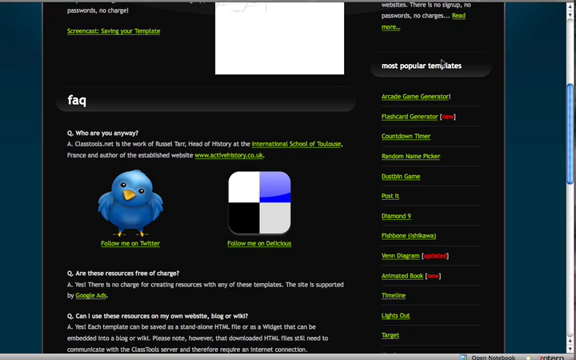 passwords, no charge!
Screencast: Saving your Template
faq
Q. Who are you anyway?
A. Classtools.net is the work of Russel Tarr, Head of History at the International School of Toulouse,
France and author of the established website www.activehistory.co.uk.
Follow me on Twitter
Follow me on Delicious
Q. Are these resources free of charge?
A. Yes! There is no charge for creating resources with any of these templates. The site is supported
by Google Ads.
Q. Can I use these resources on my own website, blog or wiki?
A. Yes! Each template can be saved as a stand-alone HTML file or as a Widget that can be
embedded into a blog or wiki. Please note, however, that downloaded HTML files still need to
communicate with the ClassTools server and therefore require an Internet connection.
websites. There is no signup, no
passwords, no charges... Read
more...
most popular templates
Arcade Game Generator!
Flashcard Generator [new]
Countdown Timer
Random Name Picker
Dustbin Game
Post It
Diamond 9
Fishbone (Ishikawa)
Venn Diagram [updated]
Animated Book [new]
Timeline
Lights Out
Target
Open Notebook
zotero